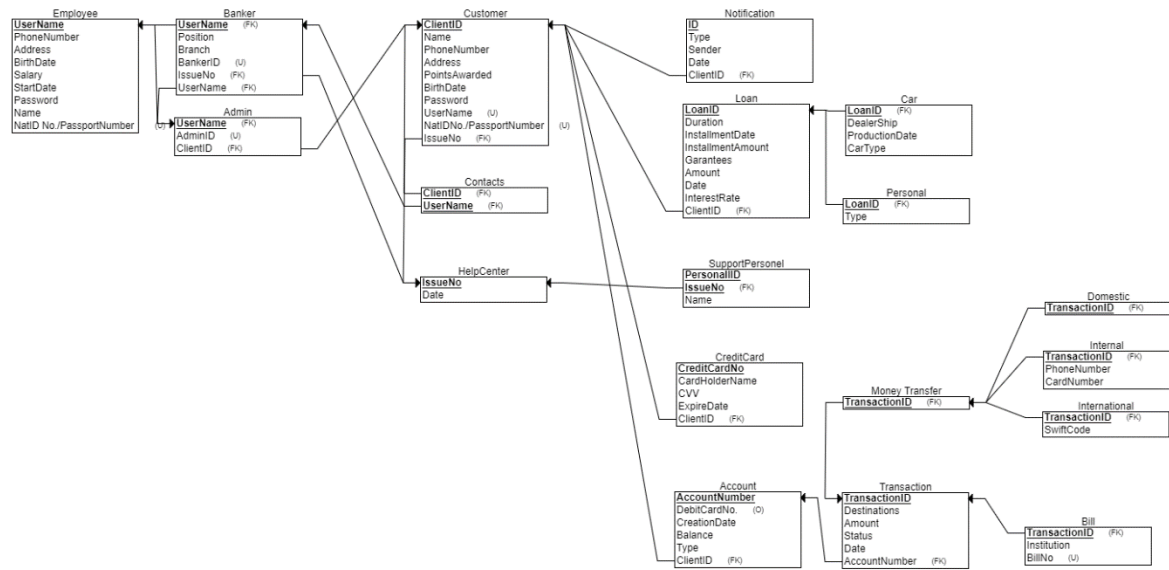 Employee
UserName
PhoneNumber
Address
BirthDate
Salary
StartDate
Password
Name
NatID No./PassportNumber (U)
Banker
UserName (FK)
Position
Branch
BankerID (U)
IssueNo (FK)
UserName (FK)
Admin
UserName (FK)
AdminID (U)
ClientID (FK)
Customer
ClientID
Name
PhoneNumber
Address
PointsAwarded
BirthDate
Password
UserName (U)
NatIDNo./PassportNumber (U)
IssueNo (FK)
Contacts
ClientID (FK)
UserName (FK)
HelpCenter
IssueNo
Date
Notification
ID
Type
Sender
Date
ClientID (FK)
Loan
LoanID
Duration
InstallmentDate
InstallmentAmount
Garantees
Amount
Date
InterestRate
ClientID (FK)
Car
LoanID (FK)
DealerShip
ProductionDate
CarType
Personal
LoanID (FK)
Type
SupportPersonel
PersonalIID
IssueNo (FK)
Name
CreditCard
CreditCardNo
CardHolderName
CVV
ExpireDate
ClientID (FK)
Account
AccountNumber
DebitCardNo. (O)
CreationDate
Balance
Type
ClientID (FK)
Money Transfer
TransactionID (FK)
Transaction
TransactionID
Destinations
Amount
Status
Date
AccountNumber (FK)
Domestic
TransactionID (FK)
Internal
TransactionID (FK)
PhoneNumber
CardNumber
International
TransactionID (FK)
SwiftCode
Bill
TransactionID (FK)
Institution
BillNo (U)